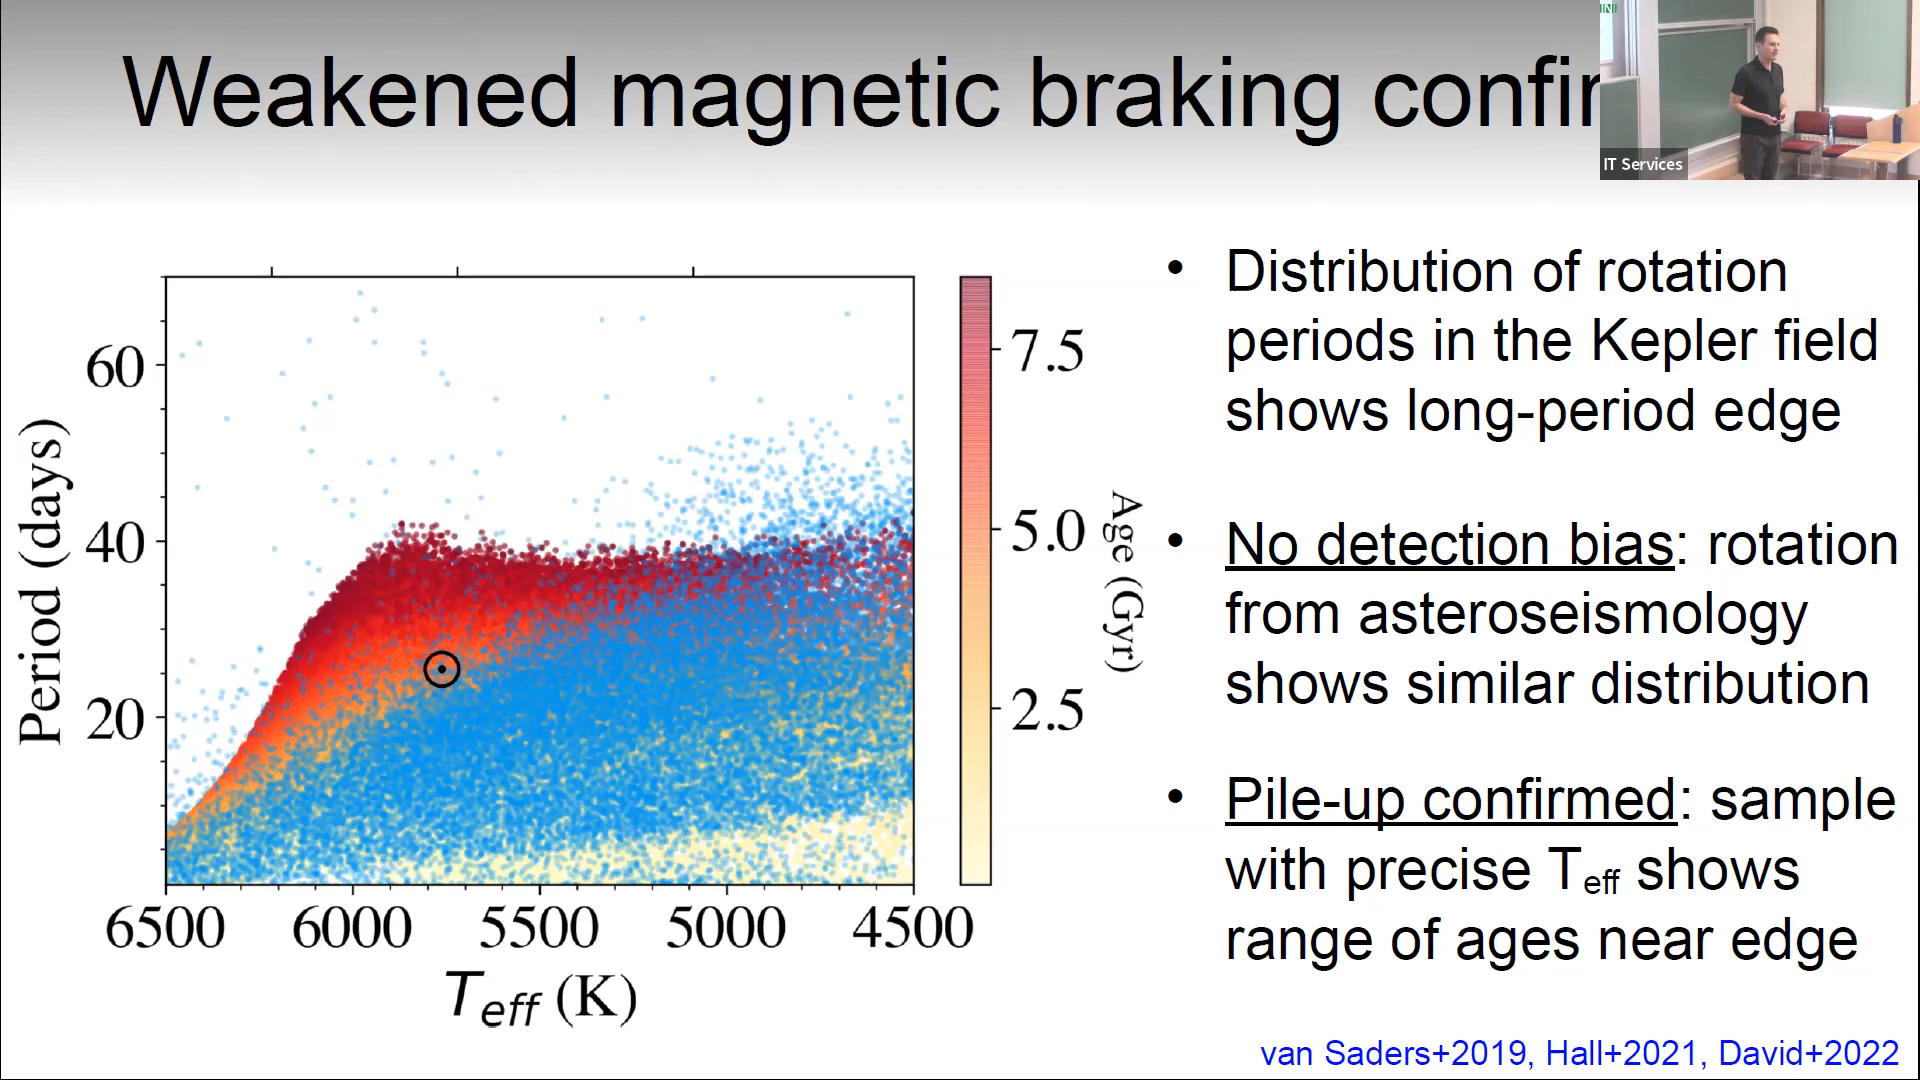 Weakened magnetic braking
IT Services
• Distribution of rotation
periods in the Kepler field
shows long-period edge
• No detection bias: rotation
from asteroseismology
shows similar distribution
• Pile-up confirmed: sample
with precise Teff shows
range of ages near edge
van Saders+2019, Hall+2021, David+2022
Period (days)
60
40
20
6500 6000 5500 5000 4500
Teff (K)
7.5
5.0
2.5
Age (Gyr)